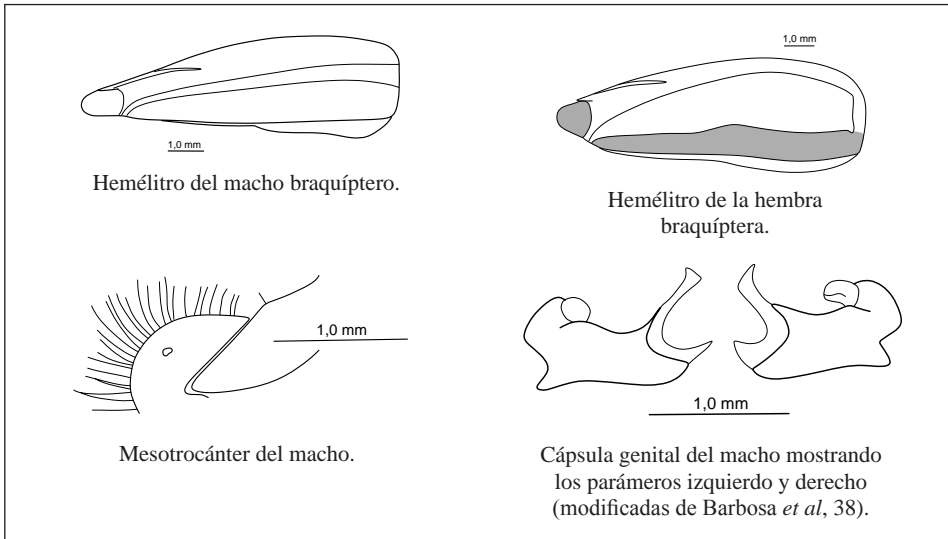 1,0 mm
Hemélitro del macho braquíptero.
1,0 mm
Hemélitro de la hembra
braquíptera.
1,0 mm
Mesotrocánter del macho.
1,0 mm
Cápsula genital del macho mostrando
los parámeros izquierdo y derecho
(modificadas de Barbosa et al, 38).